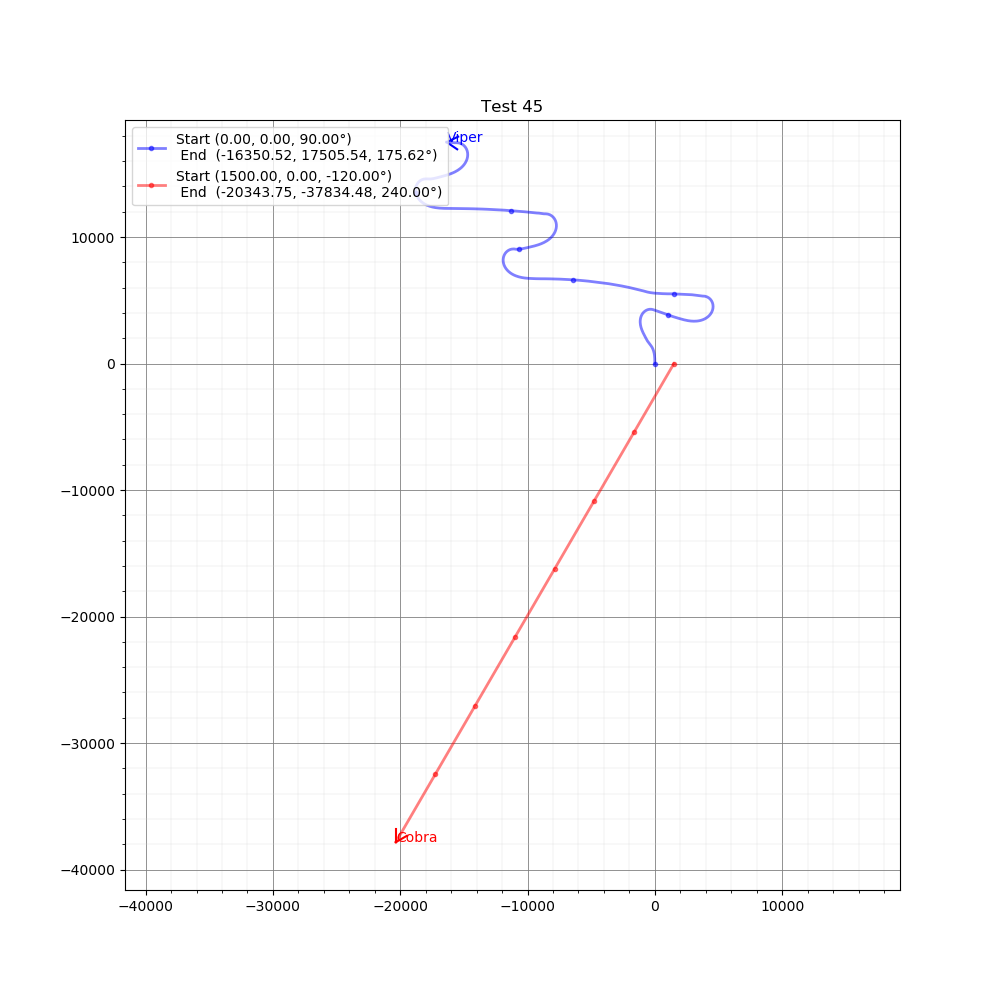 Test 45
Start (0.00, 0.00, 90.00°)
End (-16350.52, 17505.54, 175.62°)
Start (1500.00, 0.00, -120.00°)
End (-20343.75, -37834.48, 240.00°)
Viper
10000
0
−10000
−20000
−30000
−40000
Cobra
−40000 −30000 −20000 −10000 0 10000